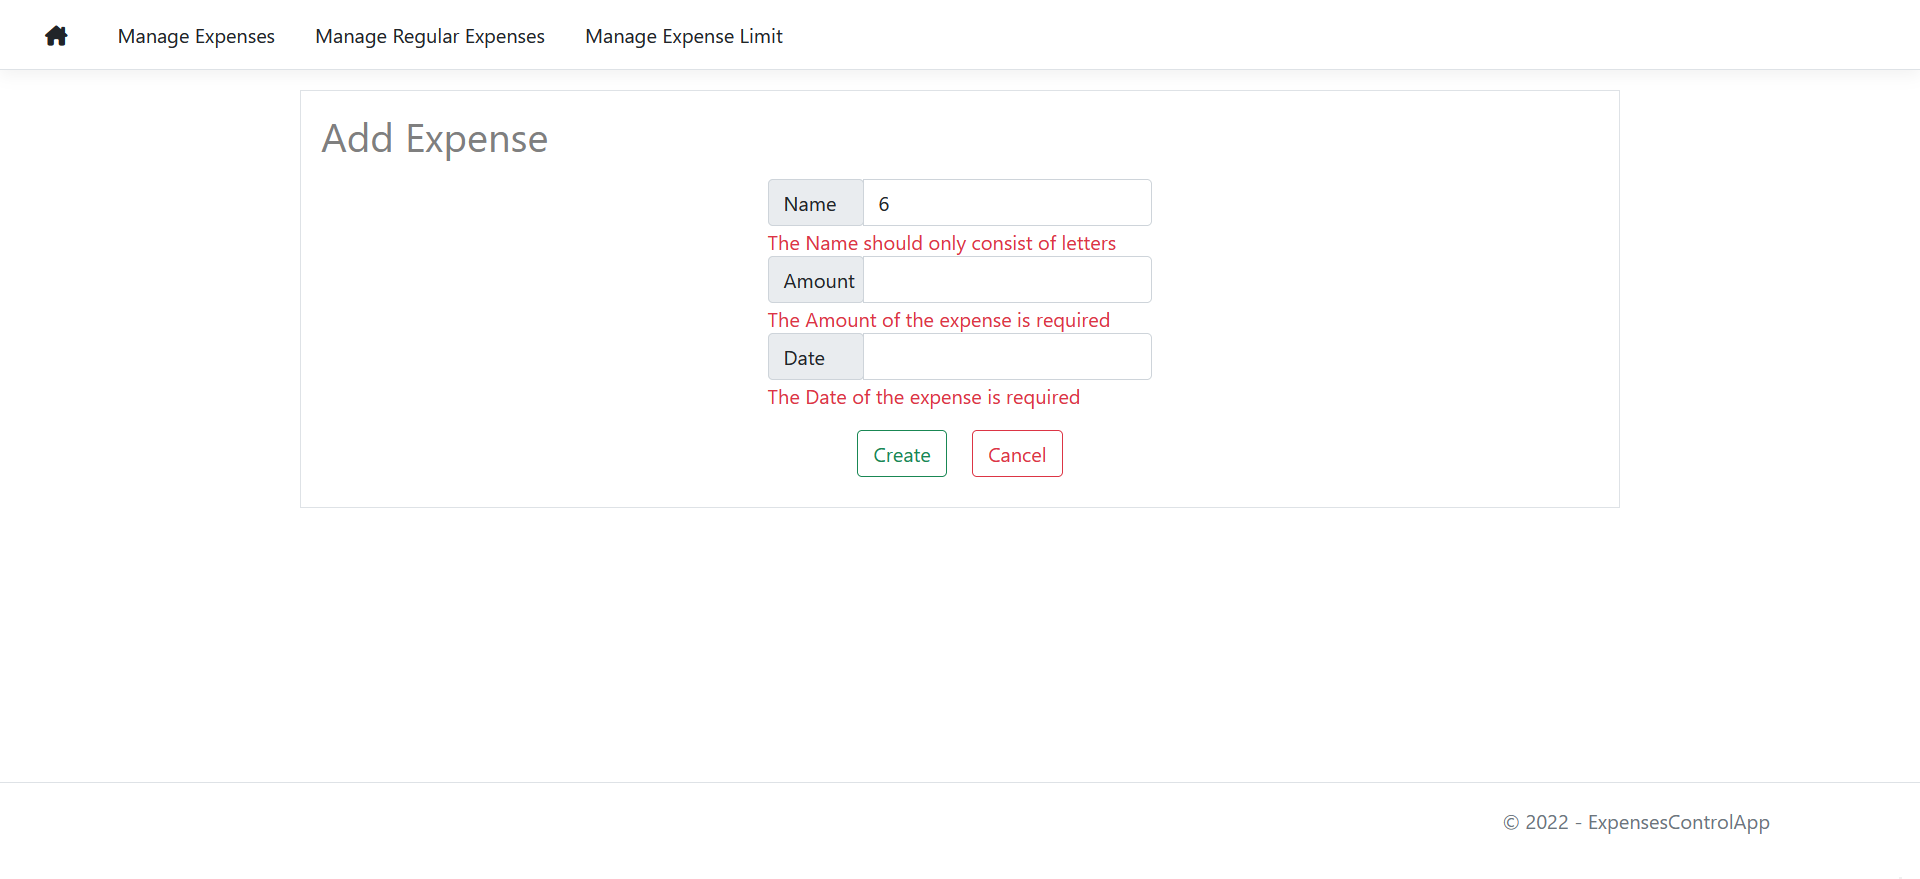 Manage Expenses Manage Regular Expenses Manage Expense Limit
Add Expense
Name 6
The Name should only consist of letters
Amount
The Amount of the expense is required
Date
The Date of the expense is required
Create Cancel
© 2022 - ExpensesControlApp